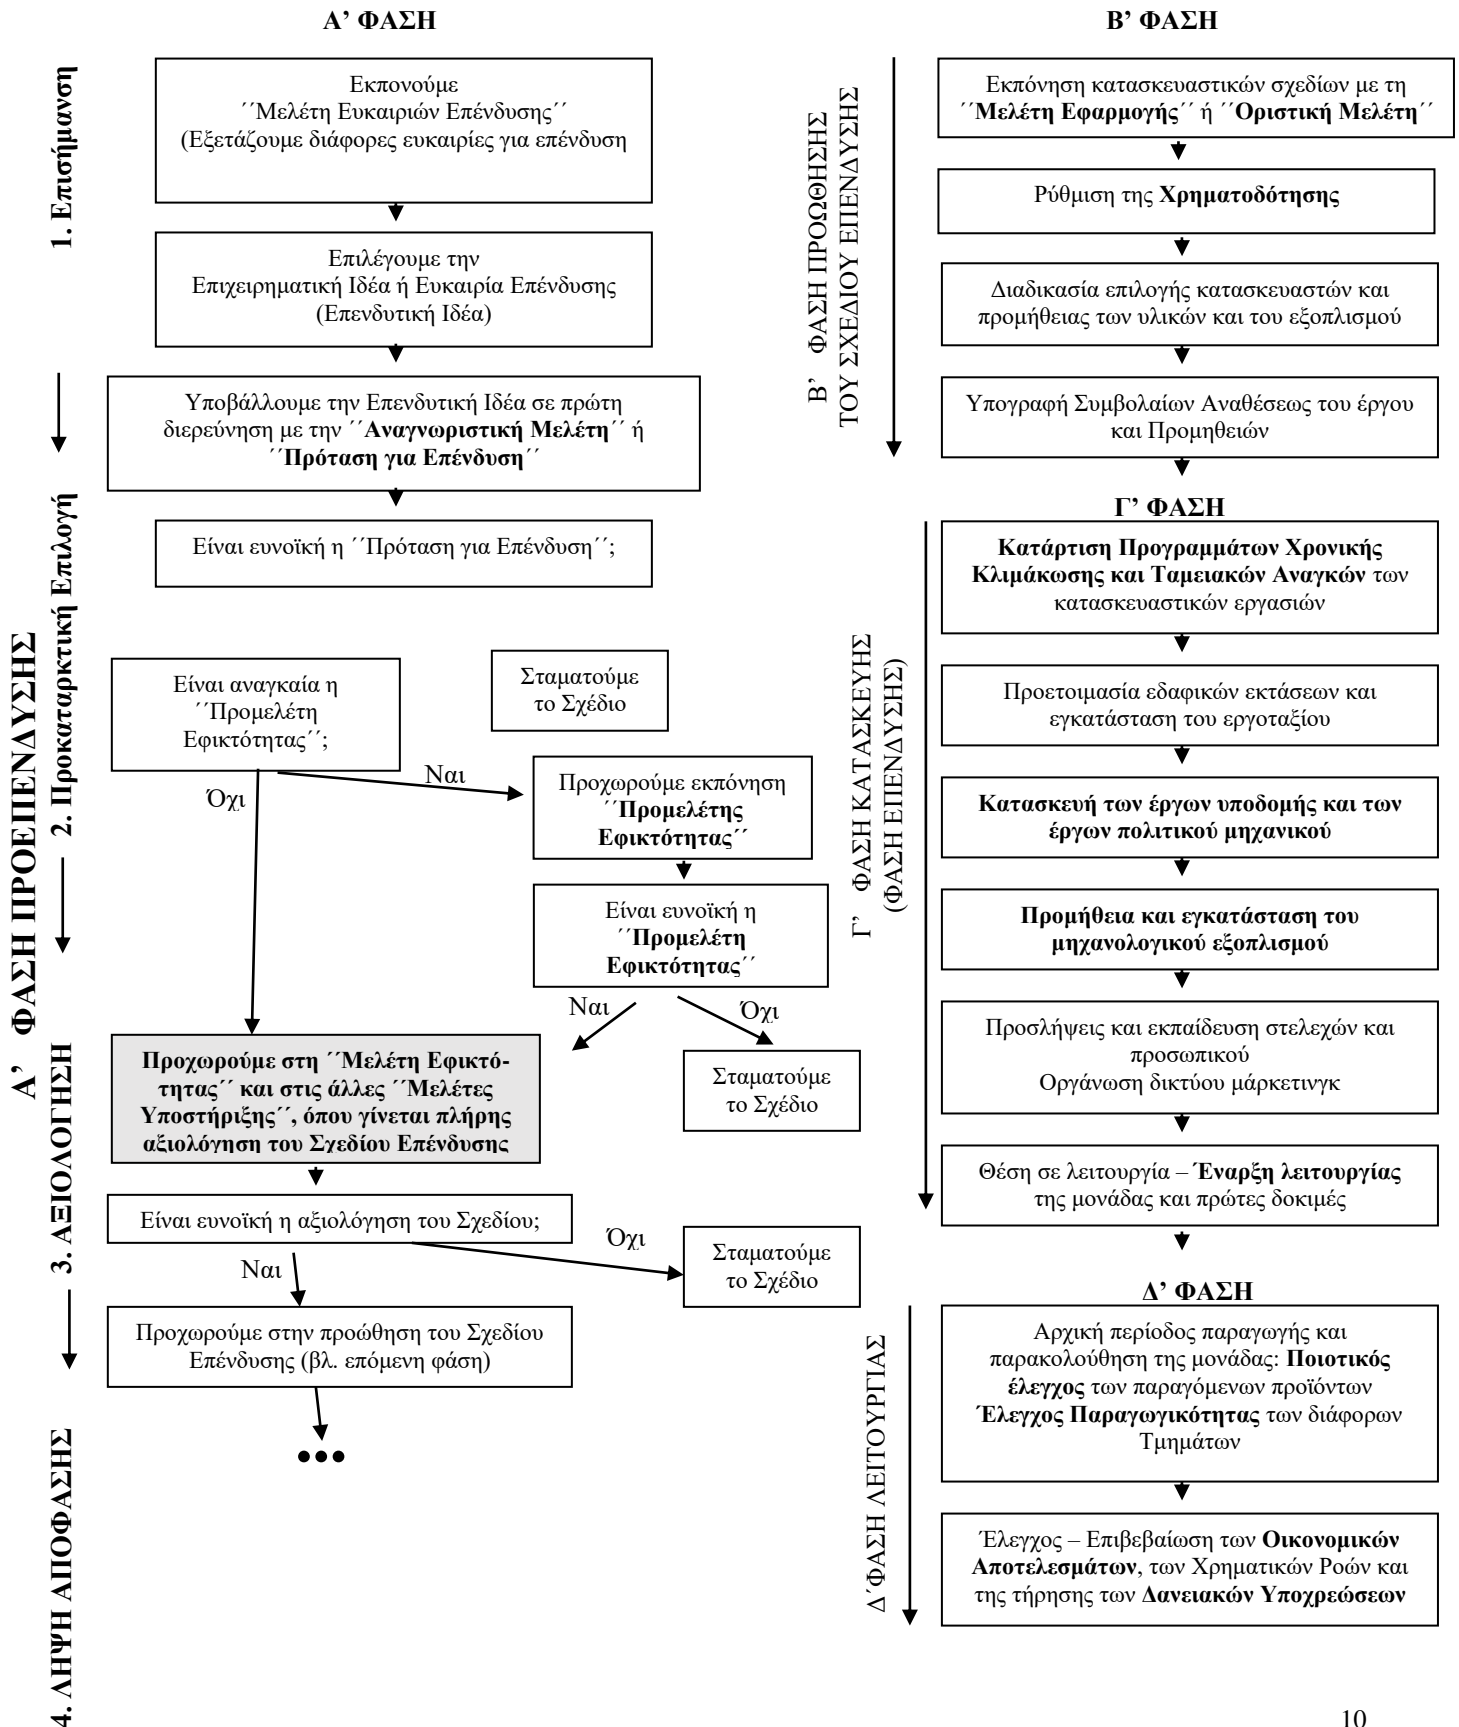 Α’ ΦΑΣΗ
Α’ ΦΑΣΗ ΠΡΟΕΠΕΝΔΥΣΗΣ
1. Επισήμανση
2. Προκαταρκτική Επιλογή
3. ΑΞΙΟΛΟΓΗΣΗ
4. ΛΗΨΗ ΑΠΟΦΑΣΗΣ
Εκπονούμε
΄΄Μελέτη Ευκαιριών Επένδυσης΄΄
(Εξετάζουμε διάφορες ευκαιρίες για επένδυση
Επιλέγουμε την
Επιχειρηματική Ιδέα ή Ευκαιρία Επένδυσης
(Επενδυτική Ιδέα)
Υποβάλλουμε την Επενδυτική Ιδέα σε πρώτη
διερεύνηση με την ΄΄Αναγνωριστική Μελέτη΄΄ ή
΄΄Πρόταση για Επένδυση΄΄
Είναι ευνοϊκή η ΄΄Πρόταση για Επένδυση΄΄;
Είναι αναγκαία η
΄΄Προμελέτη
Εφικτότητας΄΄;
Σταματούμε
το Σχέδιο
Ναι
Όχι
Προχωρούμε εκπόνηση
΄΄Προμελέτης
Εφικτότητας΄΄
Είναι ευνοϊκή η
΄΄Προμελέτη
Εφικτότητας΄΄
Ναι
Όχι
Προχωρούμε στη ΄΄Μελέτη Εφικτό-
τητας΄΄ και στις άλλες ΄΄Μελέτες
Υποστήριξης΄΄, όπου γίνεται πλήρης
αξιολόγηση του Σχεδίου Επένδυσης
Σταματούμε
το Σχέδιο
Είναι ευνοϊκή η αξιολόγηση του Σχεδίου;
Όχι
Ναι
Σταματούμε
το Σχέδιο
Προχωρούμε στην προώθηση του Σχεδίου
Επένδυσης (βλ. επόμενη φάση)
●●●
Β’ ΦΑΣΗ
Β’ ΦΑΣΗ ΠΡΟΩΘΗΣΗΣ
ΤΟΥ ΣΧΕΔΙΟΥ ΕΠΕΝΔΥΣΗΣ
Εκπόνηση κατασκευαστικών σχεδίων με τη
΄΄Μελέτη Εφαρμογής΄΄ ή ΄΄Οριστική Μελέτη΄΄
Ρύθμιση της Χρηματοδότησης
Διαδικασία επιλογής κατασκευαστών και
προμήθειας των υλικών και του εξοπλισμού
Υπογραφή Συμβολαίων Αναθέσεως του έργου
και Προμηθειών
Γ’ ΦΑΣΗ
Γ’ ΦΑΣΗ ΚΑΤΑΣΚΕΥΗΣ
(ΦΑΣΗ ΕΠΕΝΔΥΣΗΣ)
Κατάρτιση Προγραμμάτων Χρονικής
Κλιμάκωσης και Ταμειακών Αναγκών των
κατασκευαστικών εργασιών
Προετοιμασία εδαφικών εκτάσεων και
εγκατάσταση του εργοταξίου
Κατασκευή των έργων υποδομής και των
έργων πολιτικού μηχανικού
Προμήθεια και εγκατάσταση του
μηχανολογικού εξοπλισμού
Προσλήψεις και εκπαίδευση στελεχών και
προσωπικού
Οργάνωση δικτύου μάρκετινγκ
Θέση σε λειτουργία – Έναρξη λειτουργίας
της μονάδας και πρώτες δοκιμές
Δ’ ΦΑΣΗ
Δ΄ΦΑΣΗ ΛΕΙΤΟΥΡΓΙΑΣ
Αρχική περίοδος παραγωγής και
παρακολούθηση της μονάδας: Ποιοτικός
έλεγχος των παραγόμενων προϊόντων
Έλεγχος Παραγωγικότητας των διάφορων
Τμημάτων
Έλεγχος – Επιβεβαίωση των Οικονομικών
Αποτελεσμάτων, των Χρηματικών Ροών και
της τήρησης των Δανειακών Υποχρεώσεων
10